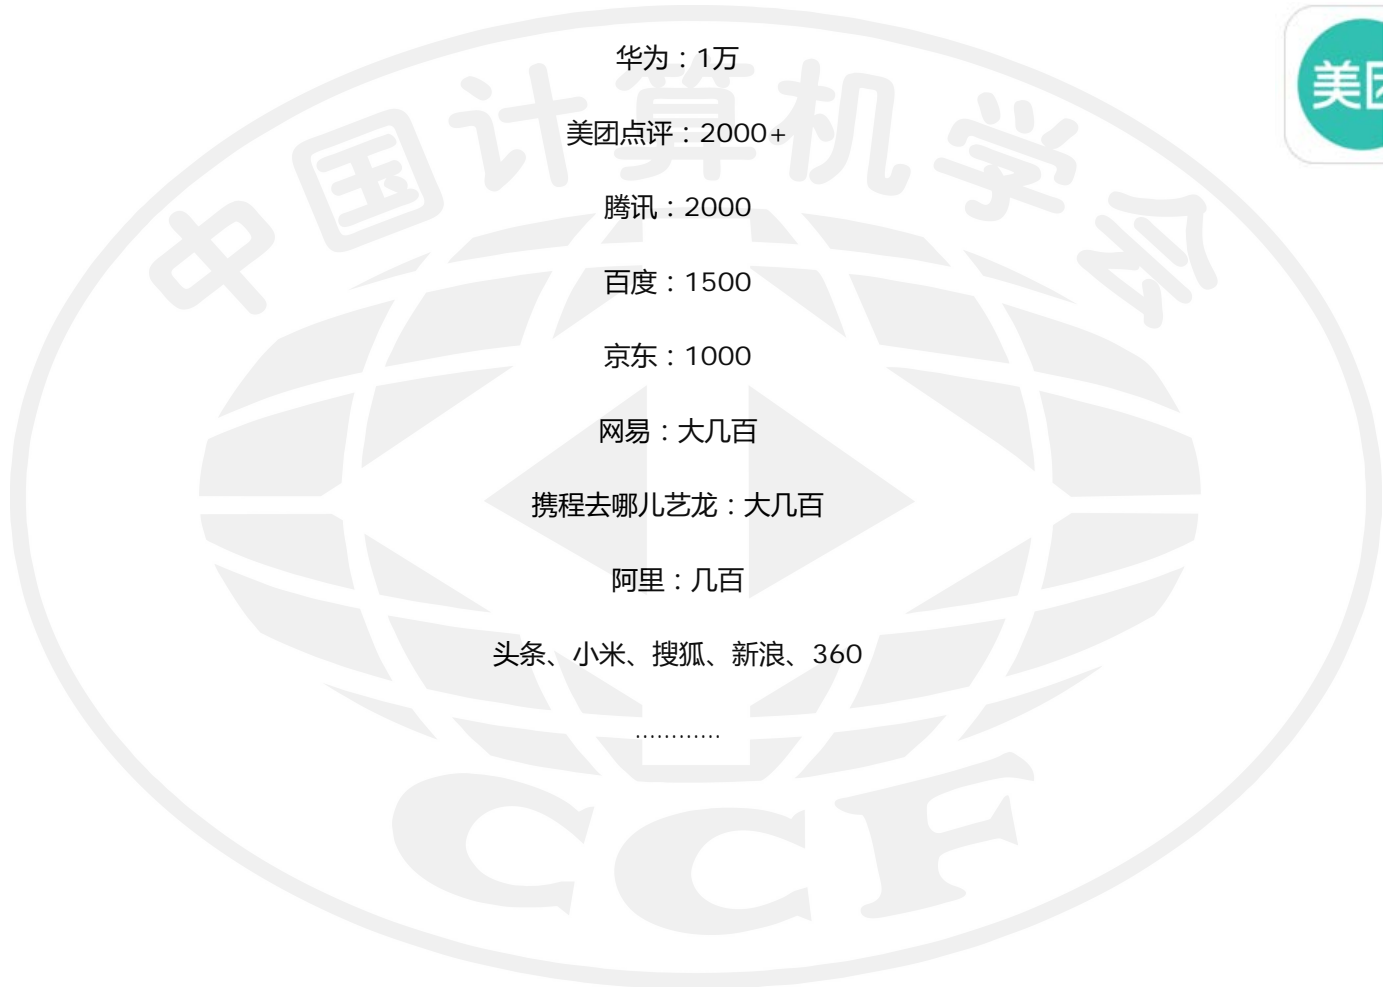 华为：1万
美团点评：2000+
腾讯：2000
百度：1500
京东：1000
网易：大几百
携程去哪儿艺龙：大几百
阿里：几百
头条、小米、搜狐、新浪、360
…………
中国计算机学会
CCF
美